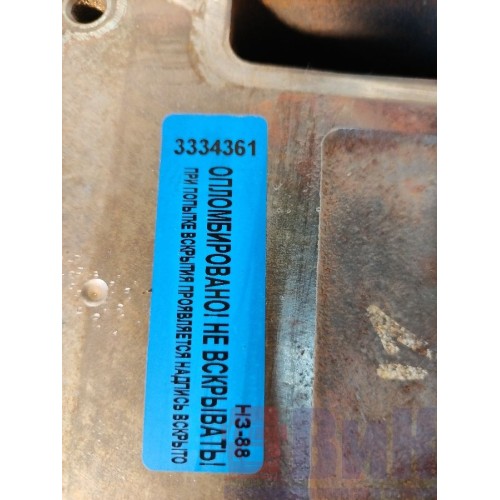 3334361
ОПЛОМБИРОВАНО! НЕ ВСКРЫВАТЬ!
ПРИ ПОПЫТКЕ ВСКРЫТИЯ ПРОЯВЛЯЕТСЯ НАДПИСЬ ВСКРЫТО
НЗ-88